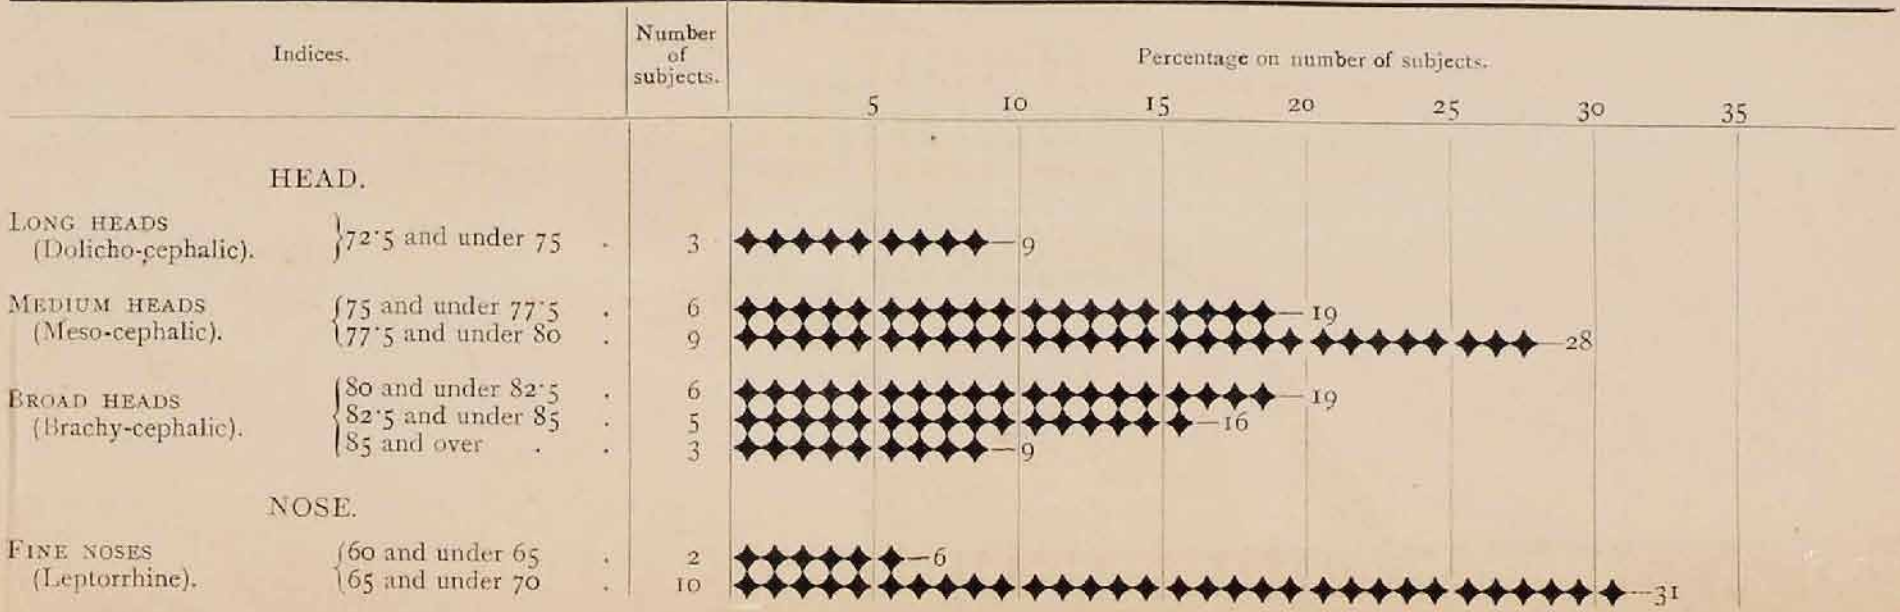 Indices.
Number
of
subjects.
Percentage on number of subjects.
5 10 15 20 25 30 35
HEAD.
LONG HEADS
(Dolicho-cephalic).
72·5 and under 75 . 3 9
MEDIUM HEADS
(Meso-cephalic).
75 and under 77·5 . 6 19
77·5 and under 80 . 9 28
BROAD HEADS
(Brachy-cephalic).
80 and under 82·5 . 6 19
82·5 and under 85 . 5 16
85 and over . . 3 9
NOSE.
FINE NOSES
(Leptorrhine).
60 and under 65 . 2 6
65 and under 70 . 10 31